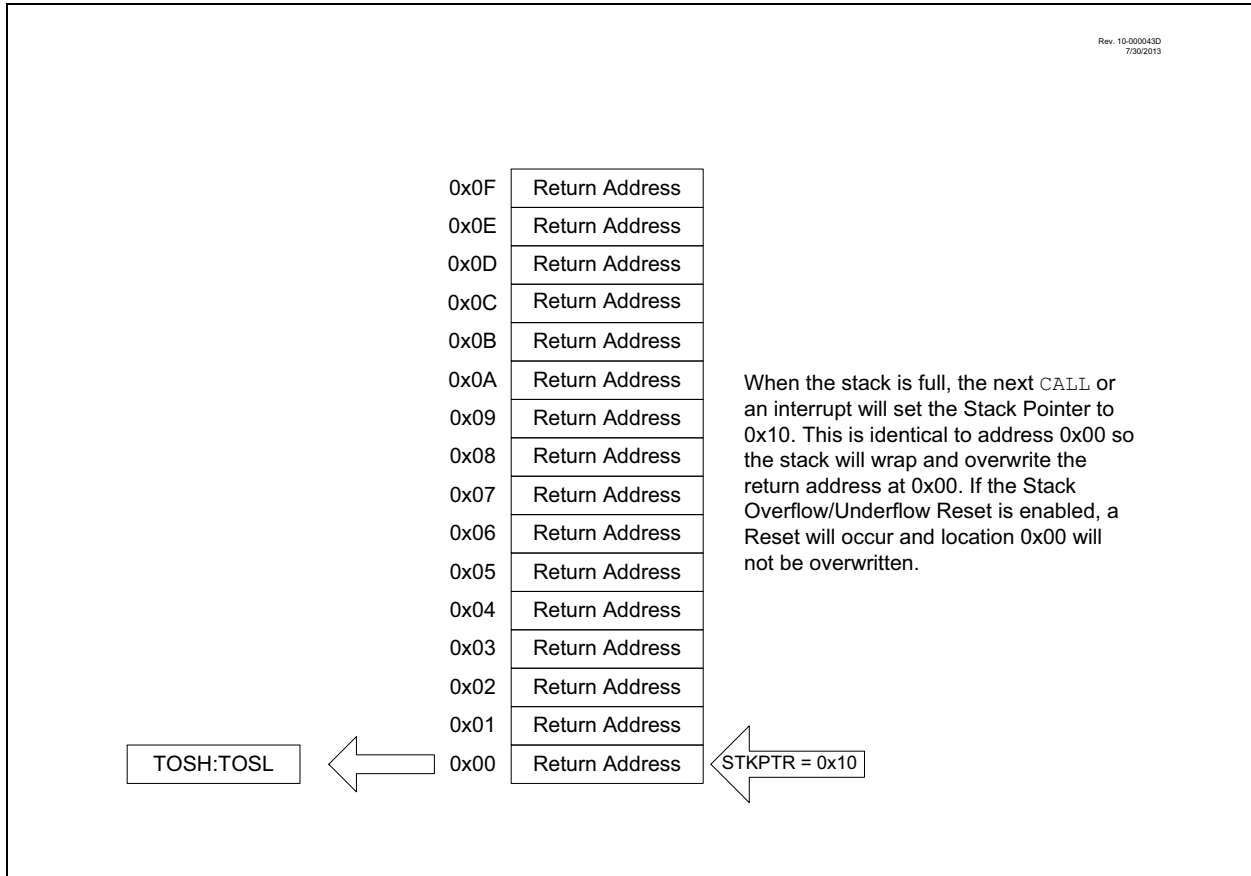 Rev. 10-000043D
7/30/2013
0x0F Return Address
0x0E Return Address
0x0D Return Address
0x0C Return Address
0x0B Return Address
0x0A Return Address
0x09 Return Address
0x08 Return Address
0x07 Return Address
0x06 Return Address
0x05 Return Address
0x04 Return Address
0x03 Return Address
0x02 Return Address
0x01 Return Address
TOSH:TOSL 0x00 Return Address STKPTR = 0x10
When the stack is full, the next CALL or
an interrupt will set the Stack Pointer to
0x10. This is identical to address 0x00 so
the stack will wrap and overwrite the
return address at 0x00. If the Stack
Overflow/Underflow Reset is enabled, a
Reset will occur and location 0x00 will
not be overwritten.